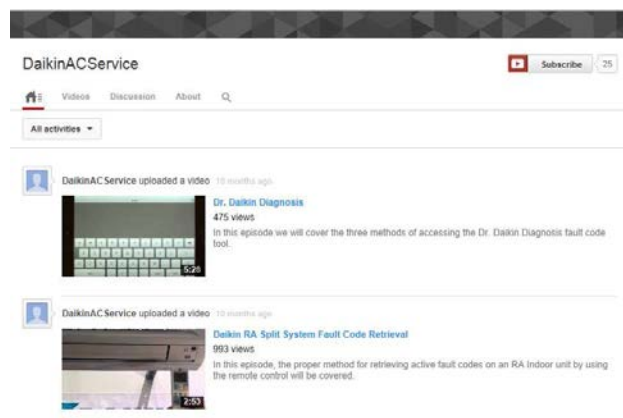 DaikinACService
Subscribe 25
Videos Discussion About
All activities
DaikinACService uploaded a video 10 months ago
Dr. Daikin Diagnosis
475 views
In this episode we will cover the three methods of accessing the Dr. Daikin Diagnosis fault code
tool.
5:26
DaikinACService uploaded a video 10 months ago
Daikin RA Split System Fault Code Retrieval
993 views
In this episode, the proper method for retrieving active fault codes on an RA Indoor unit by using
the remote control will be covered.
2:53